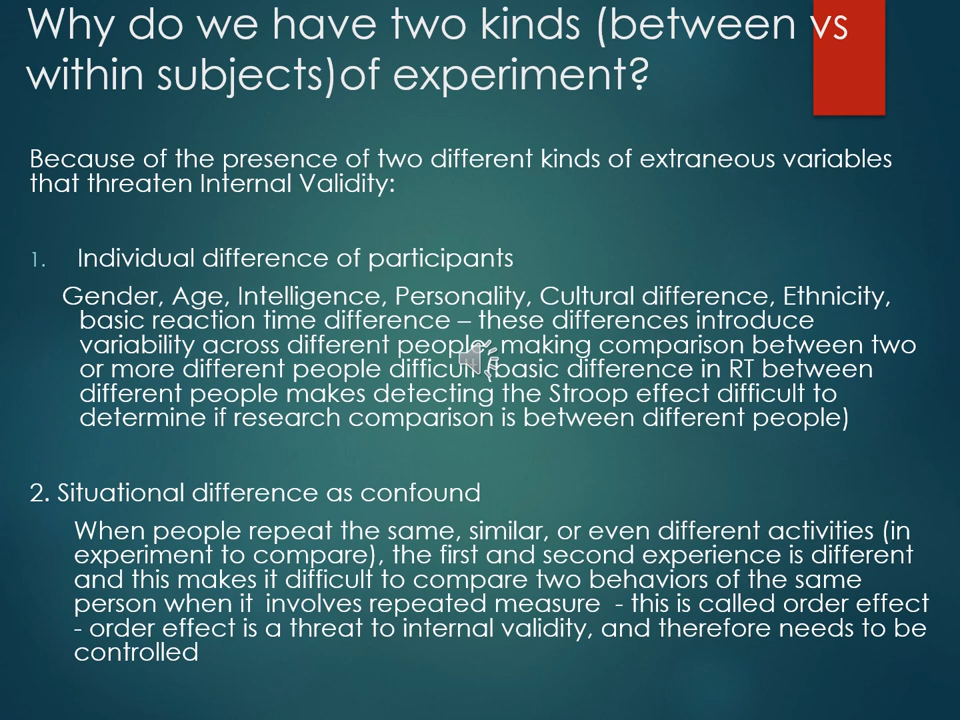 Why do we have two kinds (between vs
within subjects)of experiment?
Because of the presence of two different kinds of extraneous variables
that threaten Internal Validity:
1. Individual difference of participants
Gender, Age, Intelligence, Personality, Cultural difference, Ethnicity,
basic reaction time difference – these differences introduce
variability across different people, making comparison between two
or more different people difficult (basic difference in RT between
different people makes detecting the Stroop effect difficult to
determine if research comparison is between different people)
2. Situational difference as confound
When people repeat the same, similar, or even different activities (in
experiment to compare), the first and second experience is different
and this makes it difficult to compare two behaviors of the same
person when it involves repeated measure - this is called order effect
- order effect is a threat to internal validity, and therefore needs to be
controlled